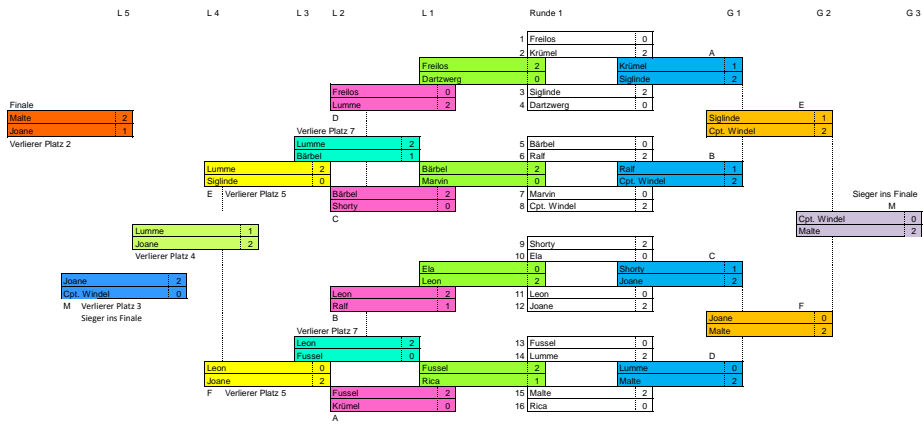 L 5 L 4 L 3 L 2 L 1 Runde 1 G 1 G 2 G 3
1 Freilos 0
2 Krümel 2 A
Freilos 2 Krümel 1
Dartzwerg 0 Siglinde 2
Freilos 0 3 Siglinde 2
Finale Lumme 2 4 Dartzwerg 0 E
Malte 2 D Siglinde 1
Joane 1 Verliere Platz 7 Cpt. Windel 2
Verlierer Platz 2 Lumme 2 5 Bärbel 0
Bärbel 1 6 Ralf 2 B
Lumme 2 Bärbel 2 Ralf 1
Siglinde 0 Marvin 0 Cpt. Windel 2
E Verlierer Platz 5 Bärbel 2 7 Marvin 0 Sieger ins Finale
Shorty 0 8 Cpt. Windel 2 M
C Cpt. Windel 0
Lumme 1 Malte 2
Joane 2 9 Shorty 2
Verlierer Platz 4 10 Ela 0 C
Ela 0 Shorty 1
Joane 2 Leon 2 Joane 2
Cpt. Windel 0 Leon 2 11 Leon 0
M Verlierer Platz 3 Ralf 1 12 Joane 2 F
Sieger ins Finale B Joane 0
Verlierer Platz 7 Malte 2
Leon 2 13 Fussel 0
Fussel 0 14 Lumme 2 D
Leon 0 Fussel 2 Lumme 0
Joane 2 Rica 1 Malte 2
F Verlierer Platz 5 Fussel 2 15 Malte 2
Krümel 0 16 Rica 0
A